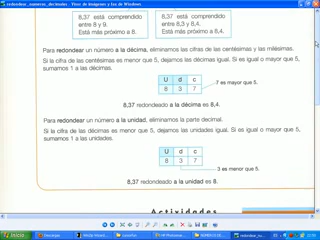 redondear_numeros_decimales - Visor de imágenes y fax de Windows
8,37 está comprendido
entre 8 y 9.
Está más próximo a 8.
8,37 está comprendido
entre 8,3 y 8,4.
Está más próximo a 8,4.
Para redondear un número a la décima, eliminamos las cifras de las centésimas y las milésimas.
Si la cifra de las centésimas es menor que 5, dejamos las décimas igual. Si es igual o mayor que 5,
sumamos 1 a las décimas.
U d c
8 3 7
7 es mayor que 5.
8,37 redondeado a la décima es 8,4.
Para redondear un número a la unidad, eliminamos la parte decimal.
Si la cifra de las décimas es menor que 5, dejamos las unidades igual. Si es igual o mayor que 5,
sumamos 1 a las unidades.
U d c
8 3 7
3 es menor que 5.
8,37 redondeado a la unidad es 8.
Actividades
Inicio